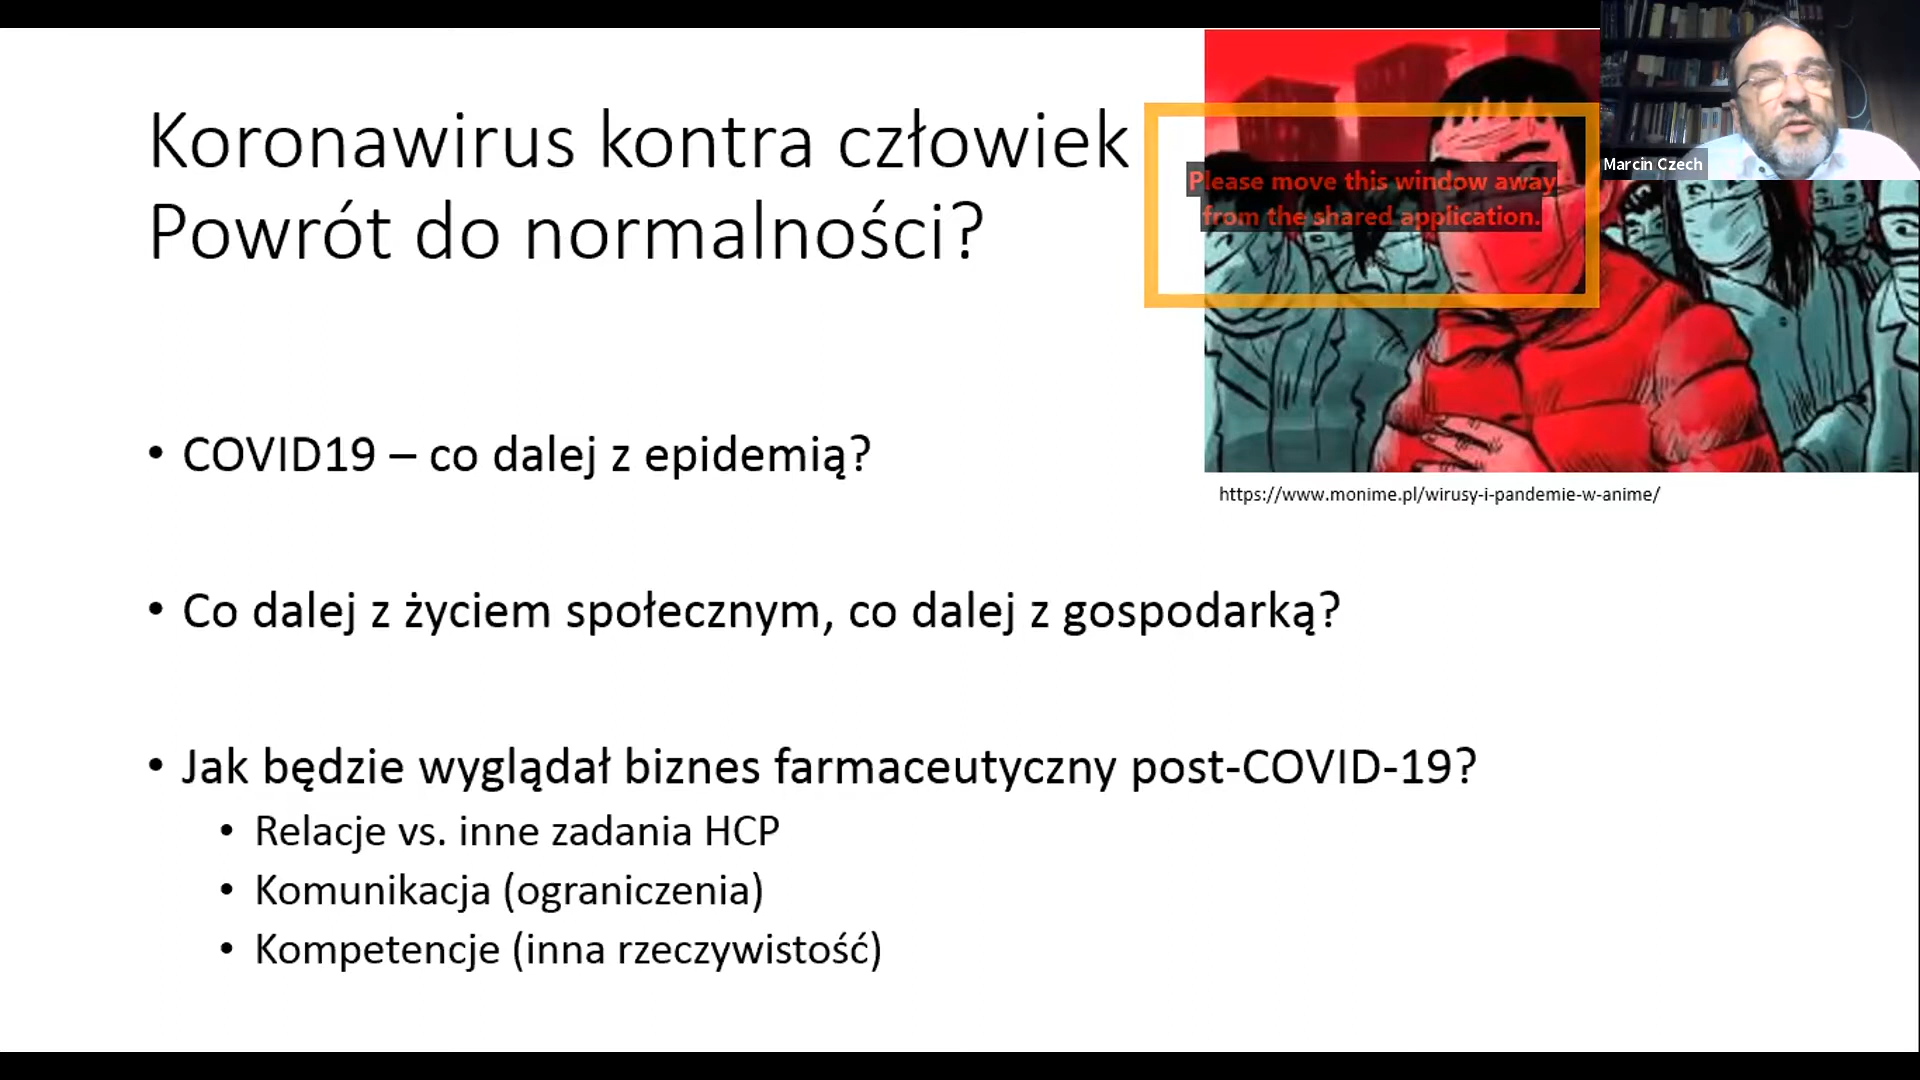 Koronawirus kontra człowiek
Powrót do normalności?
Please move this window away
from the shared application.
Marcin Czech
https://www.monime.pl/wirusy-i-pandemie-w-anime/
• COVID19 – co dalej z epidemią?
• Co dalej z życiem społecznym, co dalej z gospodarką?
• Jak będzie wyglądał biznes farmaceutyczny post-COVID-19?
• Relacje vs. inne zadania HCP
• Komunikacja (ograniczenia)
• Kompetencje (inna rzeczywistość)